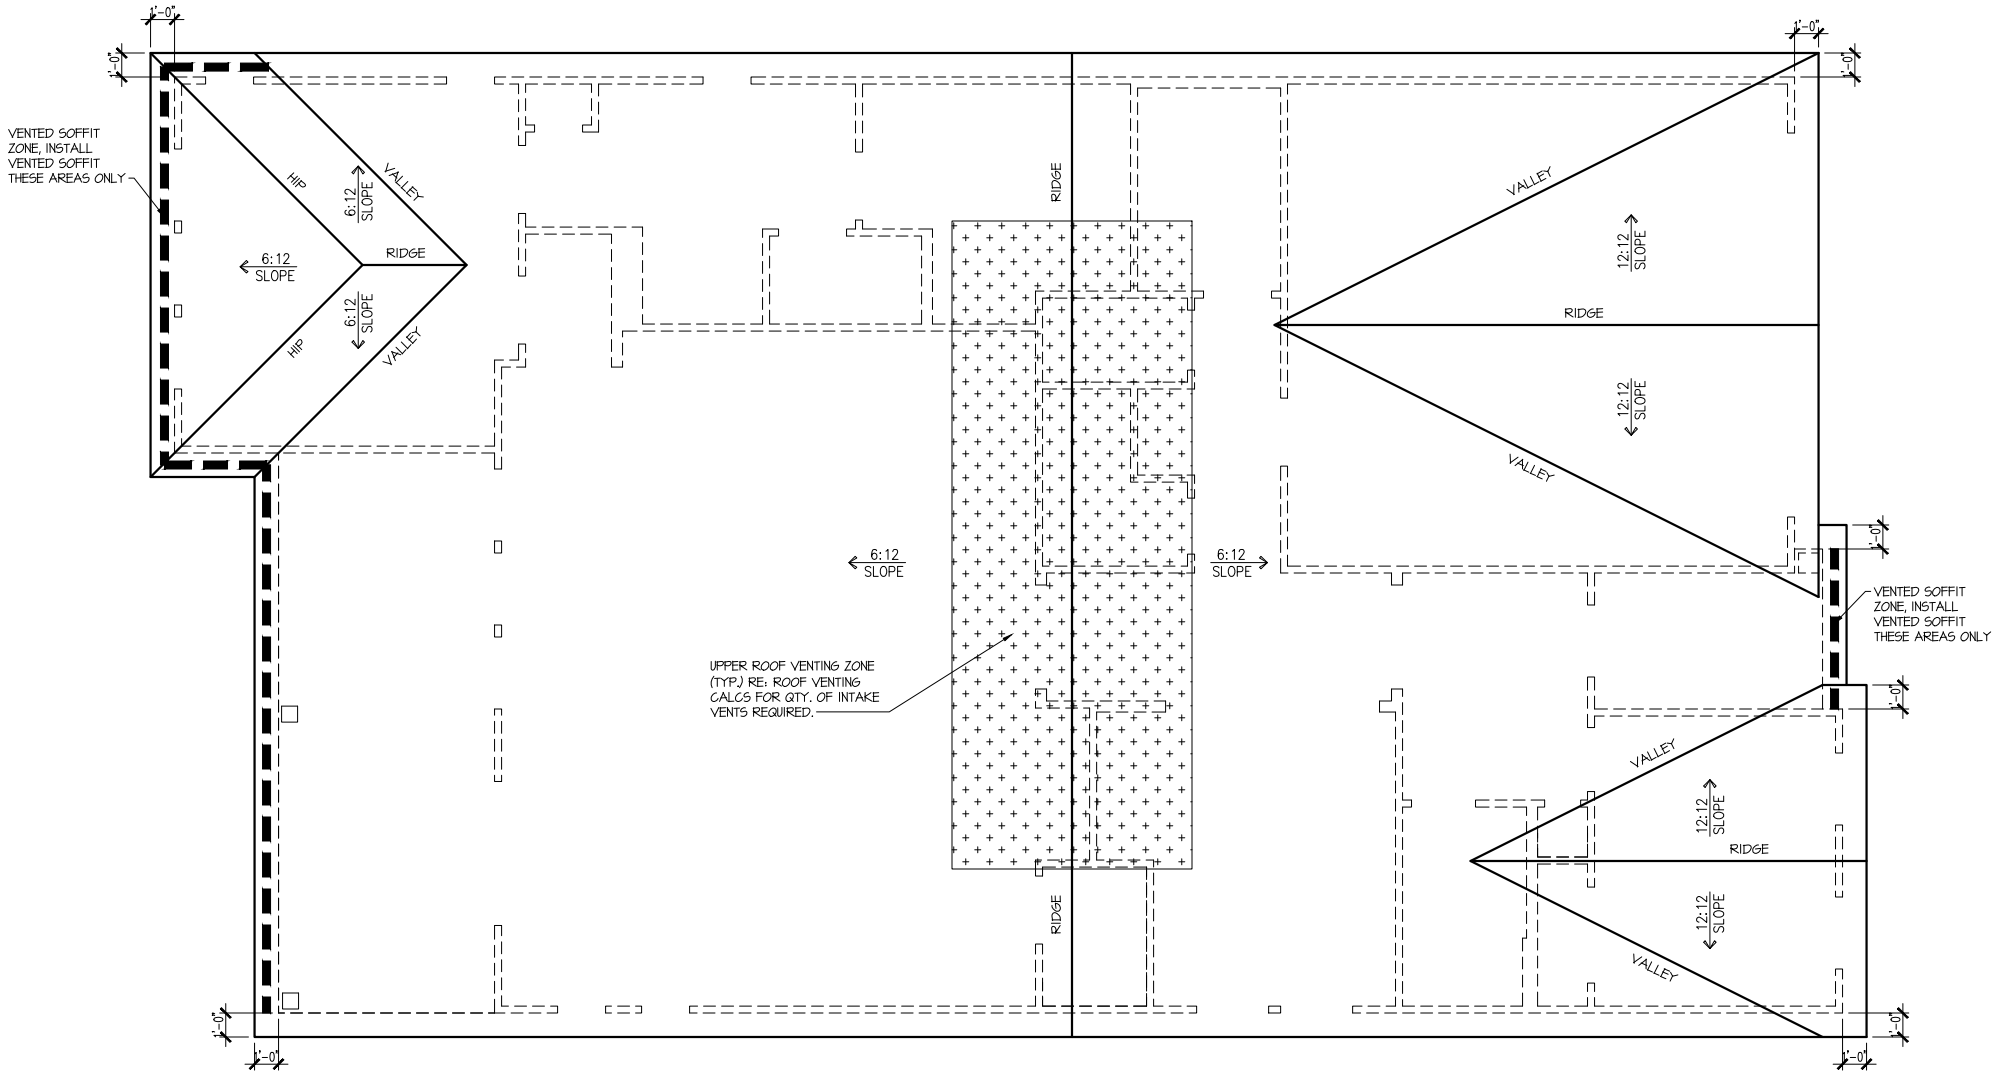 1'-0"
1'-0"
1'-0"
1'-0"
VENTED SOFFIT
ZONE, INSTALL
VENTED SOFFIT
THESE AREAS ONLY
HIP
VALLEY
6:12
SLOPE
RIDGE
6:12
SLOPE
6:12
SLOPE
HIP
VALLEY
RIDGE
VALLEY
12:12
SLOPE
RIDGE
12:12
SLOPE
VALLEY
6:12
SLOPE
6:12
SLOPE
1'-0"
VENTED SOFFIT
ZONE, INSTALL
VENTED SOFFIT
THESE AREAS ONLY
UPPER ROOF VENTING ZONE
(TYP.) RE: ROOF VENTING
CALCS FOR QTY. OF INTAKE
VENTS REQUIRED.
1'-0"
VALLEY
12:12
SLOPE
RIDGE
12:12
SLOPE
RIDGE
VALLEY
1'-0"
1'-0"
1'-0"
1'-0"